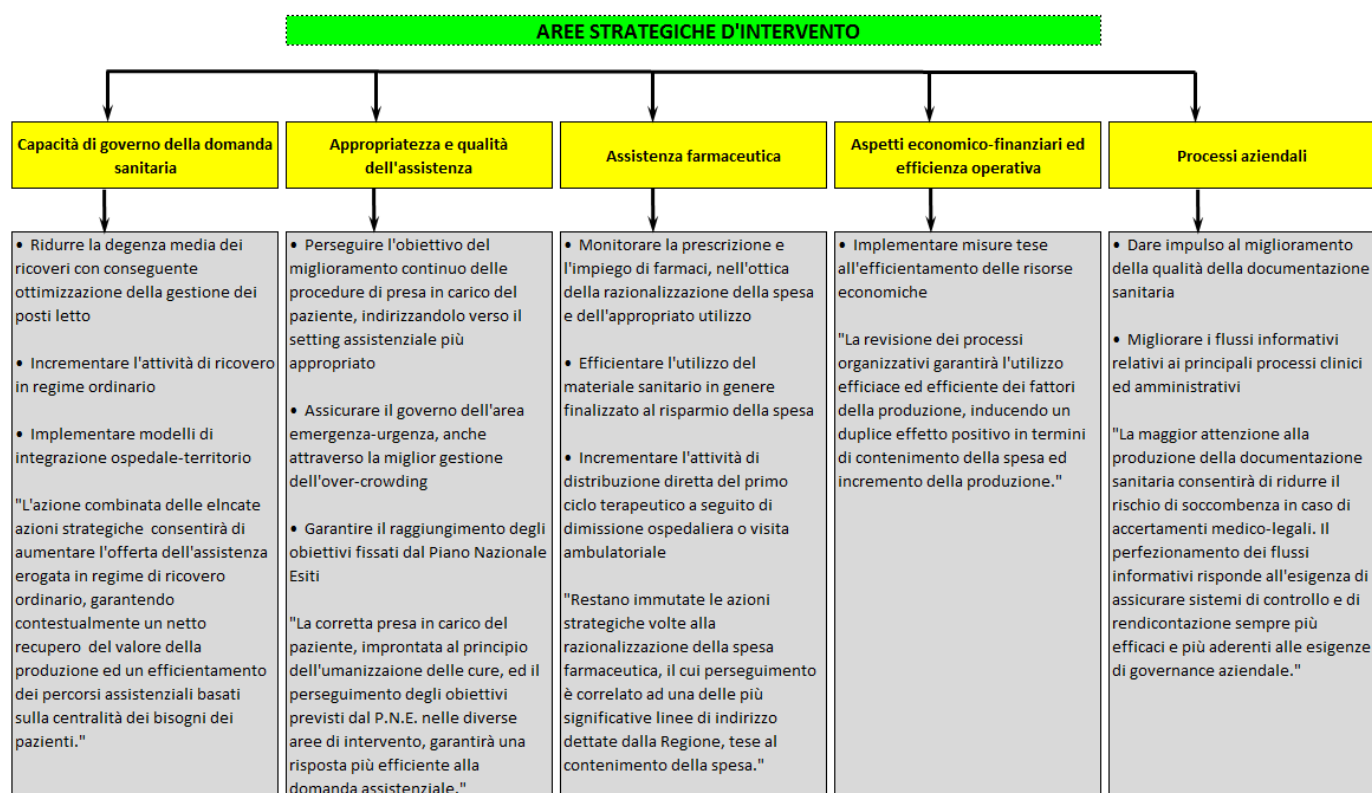 AREE STRATEGICHE D'INTERVENTO
Capacità di governo della domanda
sanitaria
• Ridurre la degenza media dei
ricoveri con conseguente
ottimizzazione della gestione dei
posti letto
• Incrementare l'attività di ricovero
in regime ordinario
• Implementare modelli di
integrazione ospedale-territorio
"L'azione combinata delle elncate
azioni strategiche consentirà di
aumentare l'offerta dell'assistenza
erogata in regime di ricovero
ordinario, garantendo
contestualmente un netto
recupero del valore della
produzione ed un efficientamento
dei percorsi assistenziali basati
sulla centralità dei bisogni dei
pazienti."
Appropriatezza e qualità
dell'assistenza
• Perseguire l'obiettivo del
miglioramento continuo delle
procedure di presa in carico del
paziente, indirizzandolo verso il
setting assistenziale più
appropriato
• Assicurare il governo dell'area
emergenza-urgenza, anche
attraverso la miglior gestione
dell'over-crowding
• Garantire il raggiungimento degli
obiettivi fissati dal Piano Nazionale
Esiti
"La corretta presa in carico del
paziente, improntata al principio
dell'umanizzaione delle cure, ed il
perseguimento degli obiettivi
previsti dal P.N.E. nelle diverse
aree di intervento, garantirà una
risposta più efficiente alla
domanda assistenziale."
Assistenza farmaceutica
• Monitorare la prescrizione e
l'impiego di farmaci, nell'ottica
della razionalizzazione della spesa
e dell'appropriato utilizzo
• Efficientare l'utilizzo del
materiale sanitario in genere
finalizzato al risparmio della spesa
• Incrementare l'attività di
distribuzione diretta del primo
ciclo terapeutico a seguito di
dimissione ospedaliera o visita
ambulatoriale
"Restano immutate le azioni
strategiche volte alla
razionalizzazione della spesa
farmaceutica, il cui perseguimento
è correlato ad una delle più
significative linee di indirizzo
dettate dalla Regione, tese al
contenimento della spesa."
Aspetti economico-finanziari ed
efficienza operativa
• Implementare misure tese
all'efficientamento delle risorse
economiche
"La revisione dei processi
organizzativi garantirà l'utilizzo
efficiace ed efficiente dei fattori
della produzione, inducendo un
duplice effetto positivo in termini
di contenimento della spesa ed
incremento della produzione."
Processi aziendali
• Dare impulso al miglioramento
della qualità della documentazione
sanitaria
• Migliorare i flussi informativi
relativi ai principali processi clinici
ed amministrativi
"La maggior attenzione alla
produzione della documentazione
sanitaria consentirà di ridurre il
rischio di soccombenza in caso di
accertamenti medico-legali. Il
perfezionamento dei flussi
informativi risponde all'esigenza di
assicurare sistemi di controllo e di
rendicontazione sempre più
efficaci e più aderenti alle esigenze
di governance aziendale."